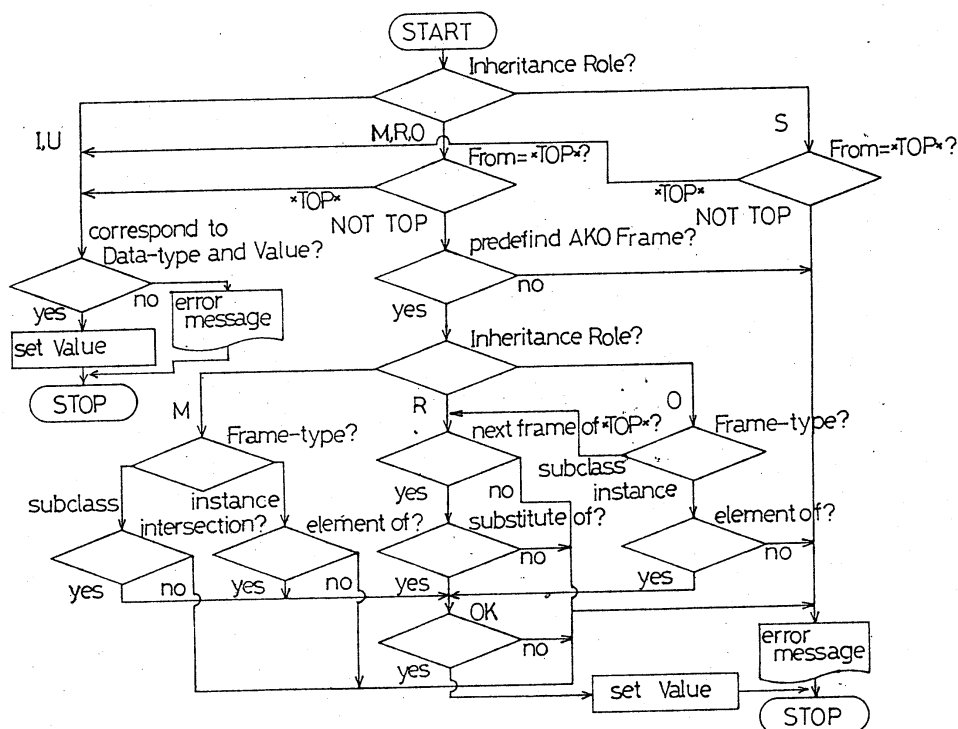 START
Inheritance Role?
I,U
M,R,O
S
From=*TOP*?
From=*TOP*?
*TOP*
*TOP*
NOT TOP
NOT TOP
correspond to
Data-type and Value?
predefind AKO Frame?
no
no
yes
error
message
yes
set Value
Inheritance Role?
STOP
M
R
O
Frame-type?
next frame of *TOP*?
Frame-type?
subclass
instance
yes
no
subclass
instance
intersection?
element of?
substitute of?
element of?
no
no
yes
no
yes
no
yes
yes
OK
no
yes
error
message
set Value
STOP